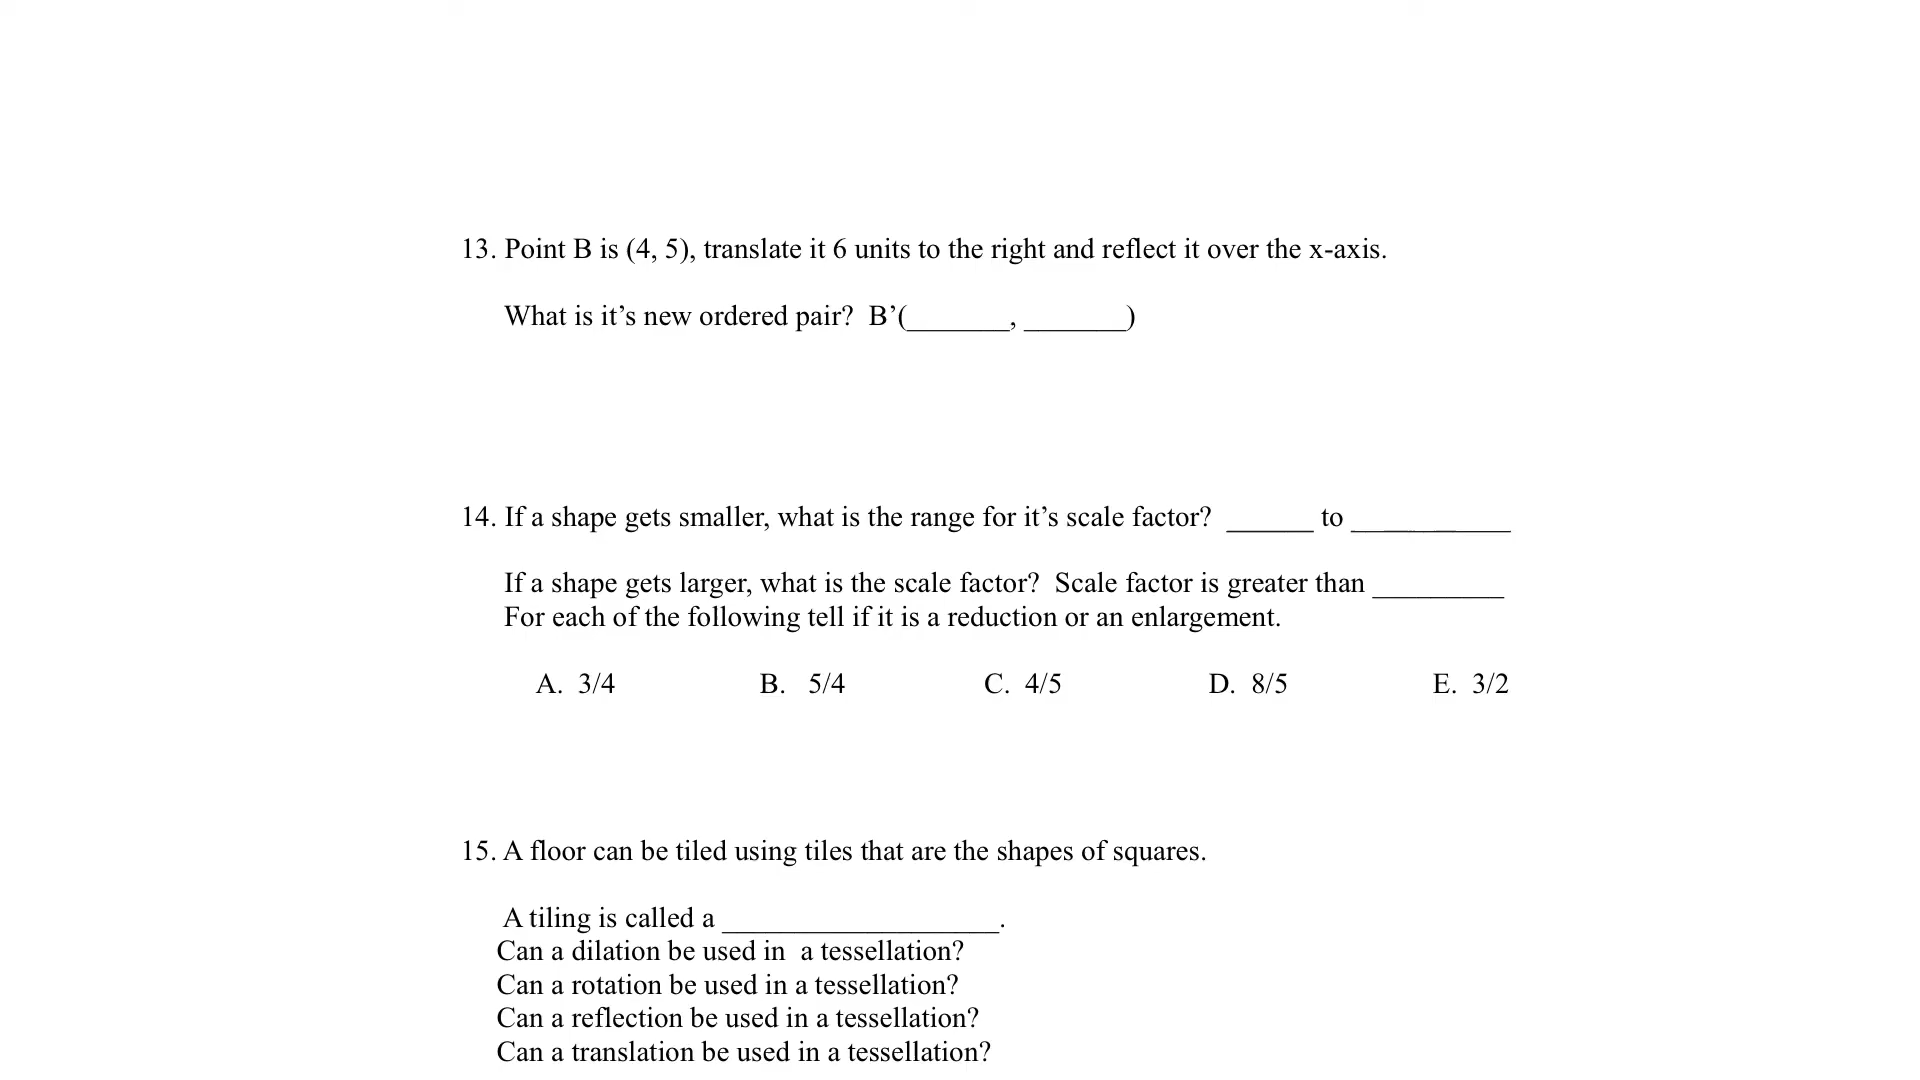 13. Point B is (4, 5), translate it 6 units to the right and reflect it over the x-axis.
What is it’s new ordered pair?  B’(_______, _______)
14. If a shape gets smaller, what is the range for it’s scale factor?  ______ to ___________
If a shape gets larger, what is the scale factor?  Scale factor is greater than _________
For each of the following tell if it is a reduction or an enlargement.
A.  3/4 B.   5/4 C.  4/5 D.  8/5 E.  3/2
15. A floor can be tiled using tiles that are the shapes of squares.
A tiling is called a ___________________.
Can a dilation be used in  a tessellation?
Can a rotation be used in a tessellation?
Can a reflection be used in a tessellation?
Can a translation be used in a tessellation?